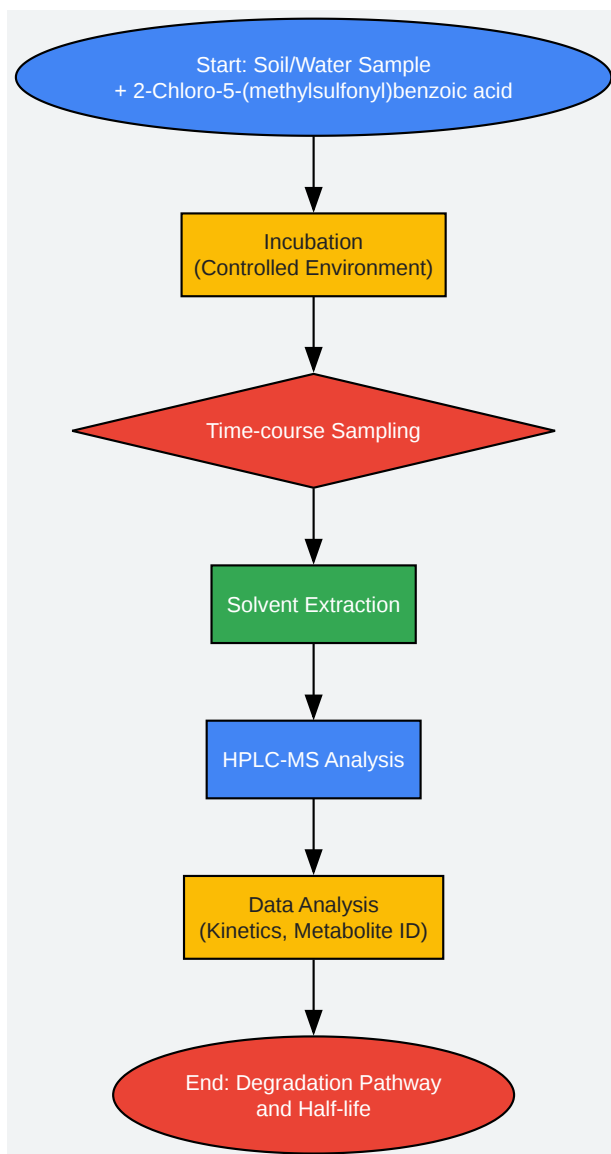 Start: Soil/Water Sample
+ 2-Chloro-5-(methylsulfonyl)benzoic acid
Incubation
(Controlled Environment)
Time-course Sampling
Solvent Extraction
HPLC-MS Analysis
Data Analysis
(Kinetics, Metabolite ID)
End: Degradation Pathway
and Half-life